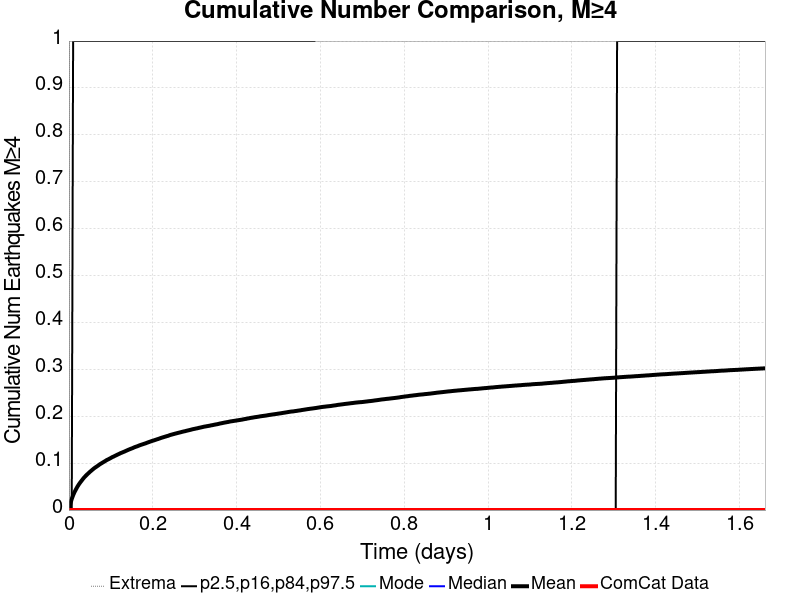 Cumulative Number Comparison, M≥4
Cumulative Num Earthquakes M≥4
1
0.9
0.8
0.7
0.6
0.5
0.4
0.3
0.2
0.1
0
0 0.2 0.4 0.6 0.8 1 1.2 1.4 1.6
Time (days)
Extrema p2.5,p16,p84,p97.5 Mode Median Mean ComCat Data